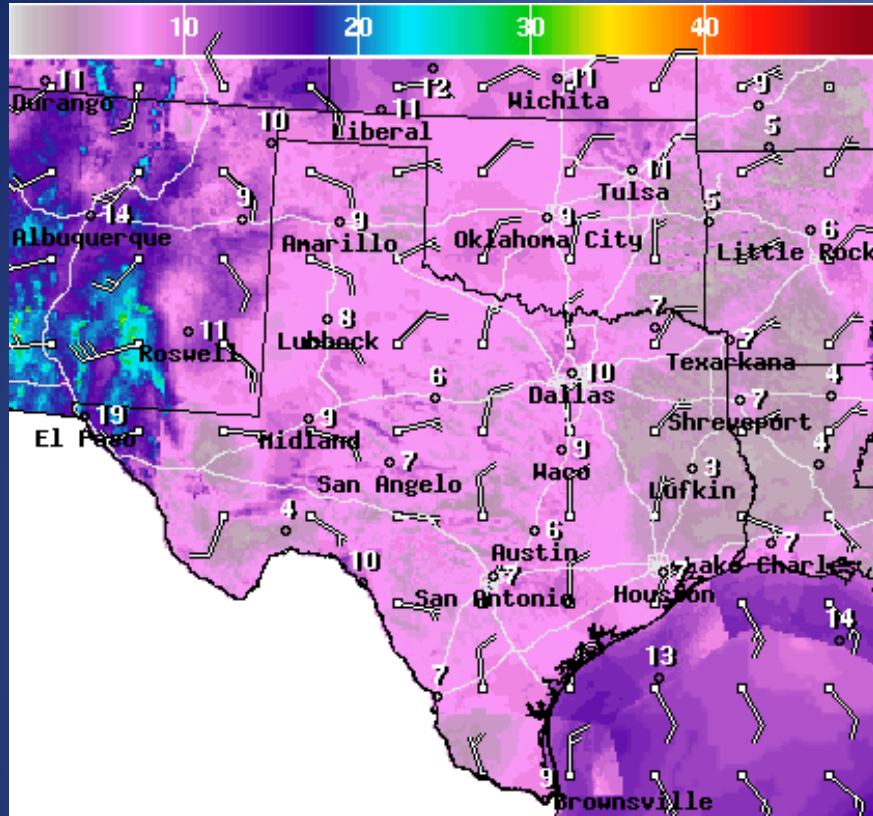 10 20 30 40
11 12 11 9
Durango Wichita
11
Liberal
10 5
11
Tulsa
14 9 9 9 5 6
Albuquerque Amarillo Oklahoma City Little Rock
11 8 7 7
Roswell Lubbock Texarkana
10
Dallas
19 9 6 7 4
El Paso Midland Shreveport
7 9 3 4
San Angelo Waco Lufkin
4 6 7
Austin Lake Charles
10 7 7
San Antonio Houston
14
7 13
9
Brownsville